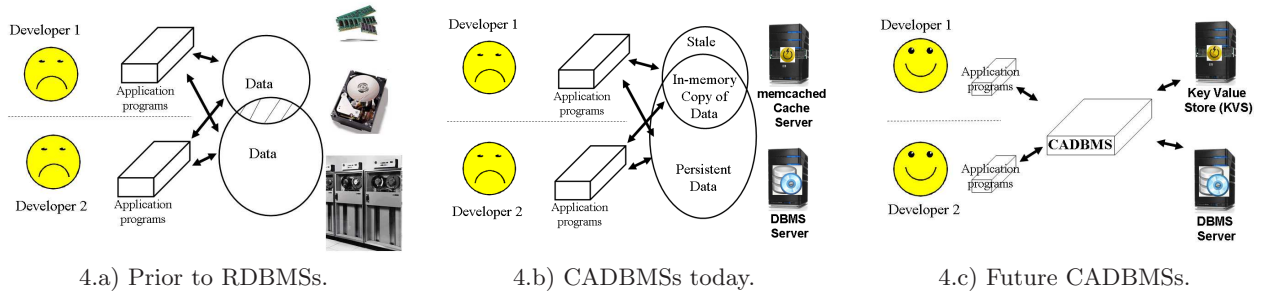 Developer 1
Application
programs
Data
Data
Application
programs
Developer 2
4.a) Prior to RDBMSs.
Developer 1
Application
programs
Stale
In-memory
Copy of
Data
Persistent
Data
Application
programs
Developer 2
memcached
Cache
Server
DBMS
Server
4.b) CADBMSs today.
Developer 1
Application
programs
CADBMS
Application
programs
Developer 2
Key Value
Store (KVS)
DBMS
Server
4.c) Future CADBMSs.